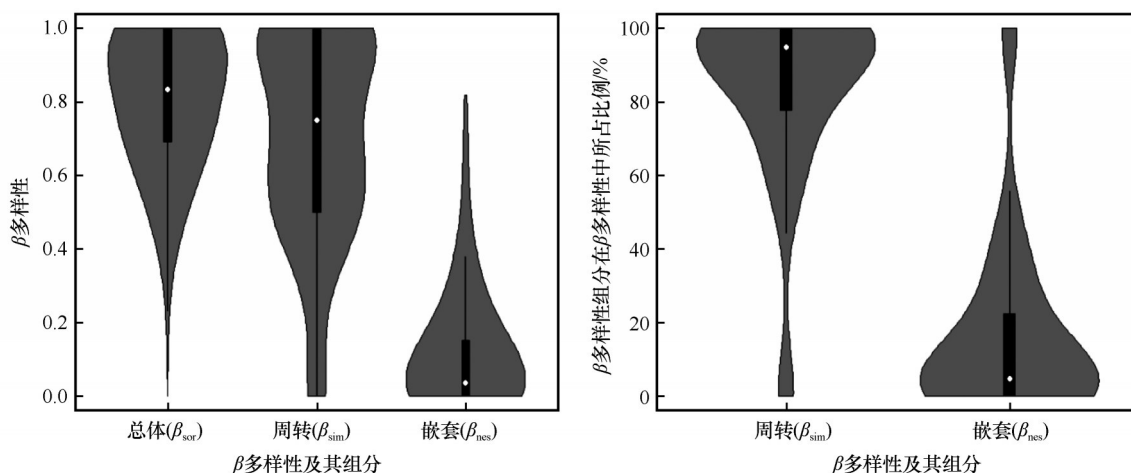 β多样性
1.0
0.8
0.6
0.4
0.2
0.0
总体(βsor)
周转(βsim)
嵌套(βnes)
β多样性及其组分
β多样性组分在β多样性中所占比例/%
100
80
60
40
20
0
周转(βsim)
嵌套(βnes)
β多样性及其组分